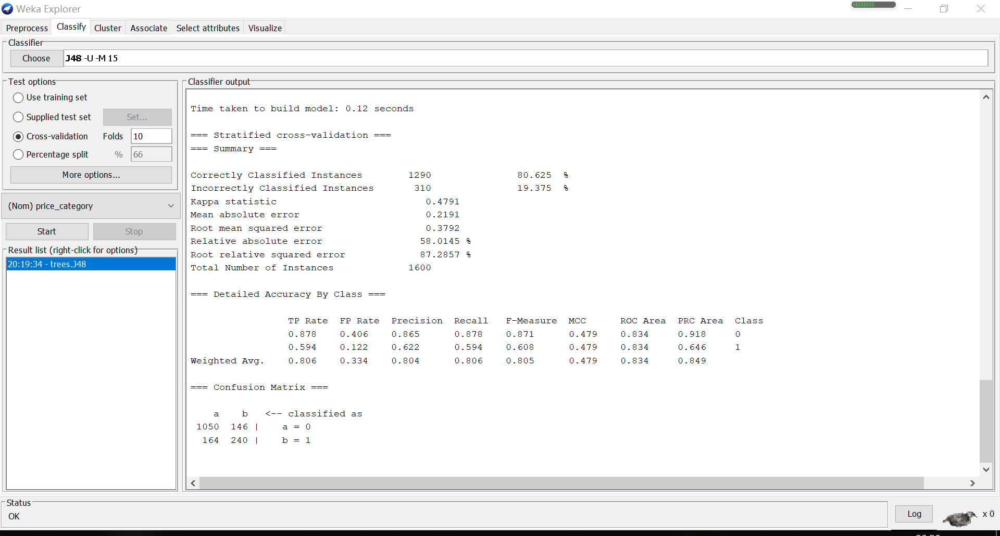 Weka Explorer
Preprocess Classify Cluster Associate Select attributes Visualize
Classifier
Choose J48 -U -M 15
Test options
Use training set
Supplied test set Set...
Cross-validation Folds 10
Percentage split % 66
More options...
(Nom) price_category
Start Stop
Result list (right-click for options)
20:19:34 - trees.J48
Classifier output
Time taken to build model: 0.12 seconds
=== Stratified cross-validation ===
=== Summary ===
Correctly Classified Instances 1290 80.625 %
Incorrectly Classified Instances 310 19.375 %
Kappa statistic 0.4791
Mean absolute error 0.2191
Root mean squared error 0.3792
Relative absolute error 58.0145 %
Root relative squared error 87.2857 %
Total Number of Instances 1600
=== Detailed Accuracy By Class ===
TP Rate FP Rate Precision Recall F-Measure MCC ROC Area PRC Area Class
0.878 0.406 0.865 0.878 0.871 0.479 0.834 0.918 0
0.594 0.122 0.622 0.594 0.608 0.479 0.834 0.646 1
Weighted Avg. 0.806 0.334 0.804 0.806 0.805 0.479 0.834 0.849
=== Confusion Matrix ===
a b <-- classified as
1050 146 | a = 0
164 240 | b = 1
Status
OK
Log x 0